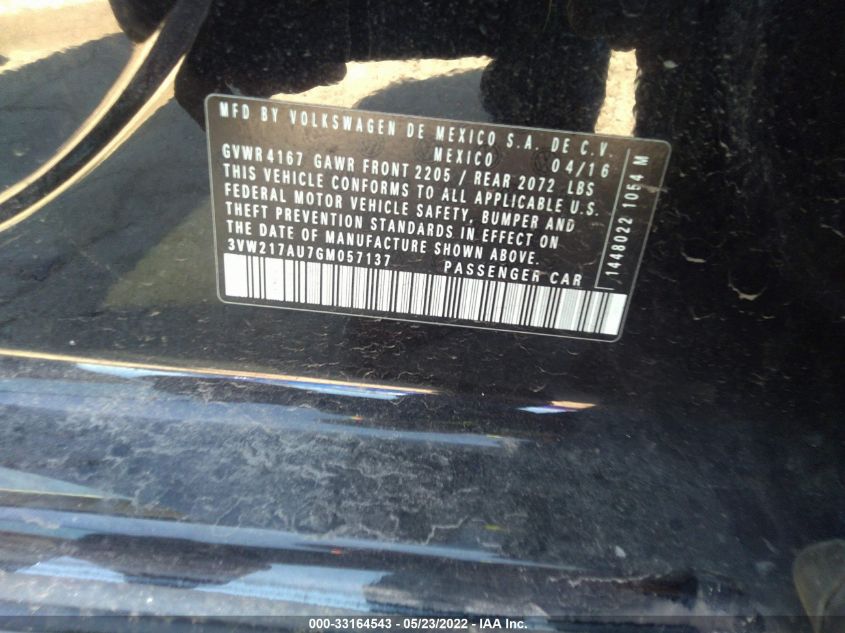 MFD BY VOLKSWAGEN DE MEXICO S.A. DE C.V.
MEXICO 04/16
GVWR 4167 GAWR FRONT 2205 / REAR 2072 LBS
THIS VEHICLE CONFORMS TO ALL APPLICABLE U.S.
FEDERAL MOTOR VEHICLE SAFETY, BUMPER AND
THEFT PREVENTION STANDARDS IN EFFECT ON
THE DATE OF MANUFACTURE SHOWN ABOVE.
3VW217AU7GM057137 PASSENGER CAR
1448022 1054 M
000-33164543 - 05/23/2022 - IAA Inc.